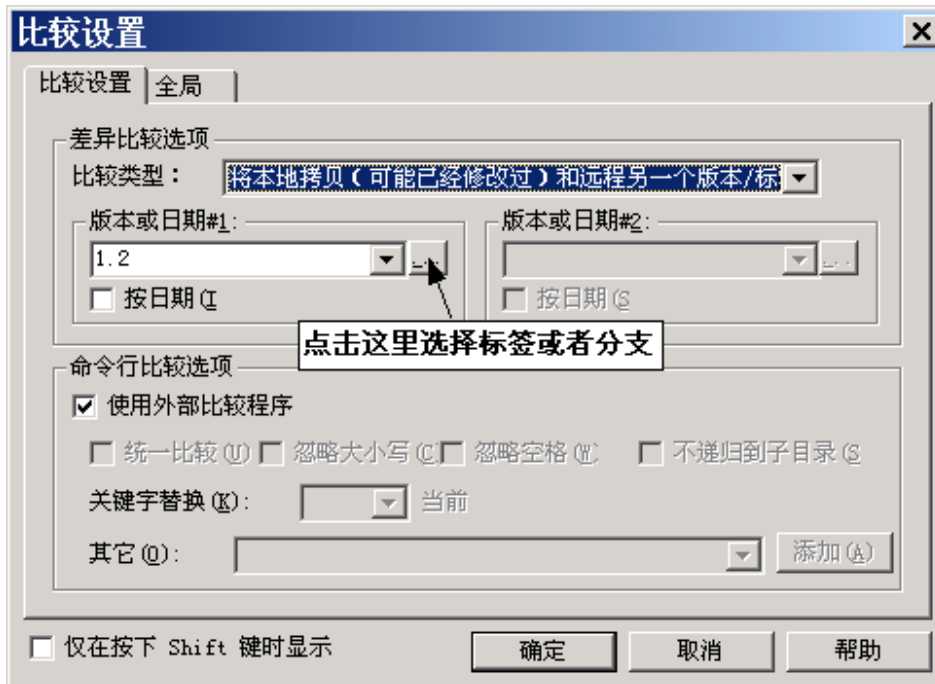 比较设置
比较设置 全局
差异比较选项
比较类型： 将本地拷贝(可能已经修改过)和远程另一个版本/标
版本或日期#1: 版本或日期#2:
1.2 ... ...
按日期(I 按日期(S
点击这里选择标签或者分支
命令行比较选项
使用外部比较程序
统一比较(U) 忽略大小写(C) 忽略空格(W) 不递归到子目录(S
关键字替换(K): 当前
其它(O): 添加(A)
仅在按下 Shift 键时显示 确定 取消 帮助